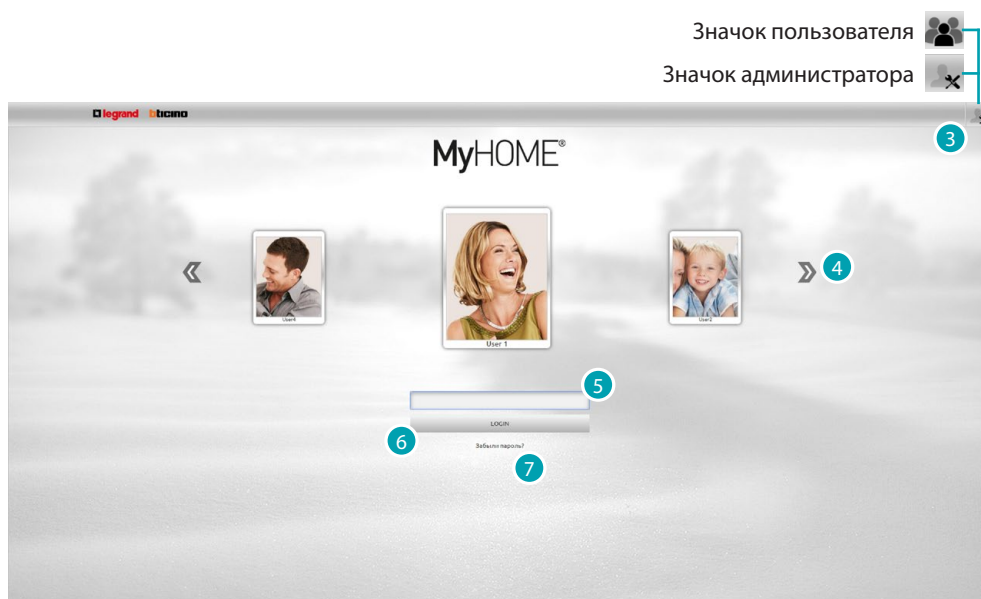 Значок пользователя
Значок администратора
legrand bticino
3
MyHOME®
4
User4
User 1
User2
5
LOGIN
6
Забыли пароль?
7